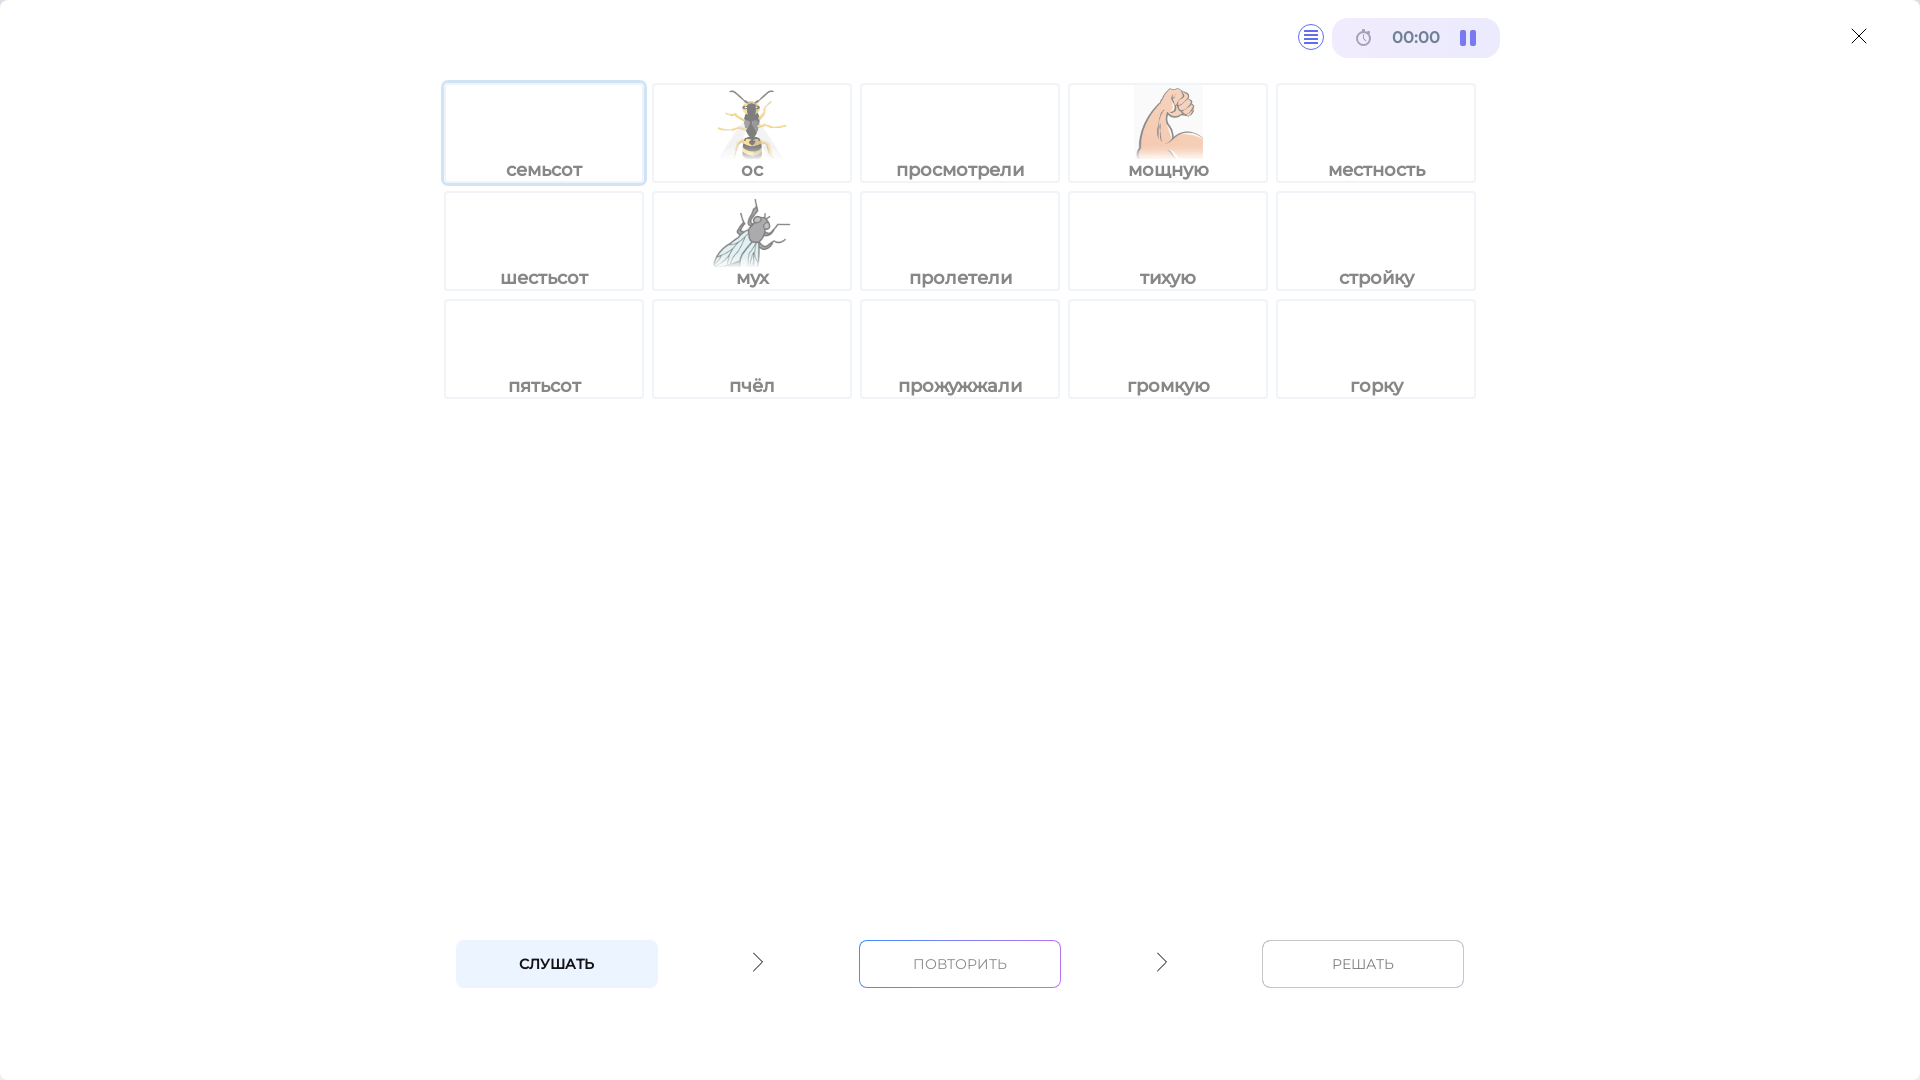 00:00
семьсот ос просмотрели мощную местность
шестьсот мух пролетели тихую стройку
пятьсот пчёл прожужжали громкую горку
СЛУШАТЬ ПОВТОРИТЬ РЕШАТЬ